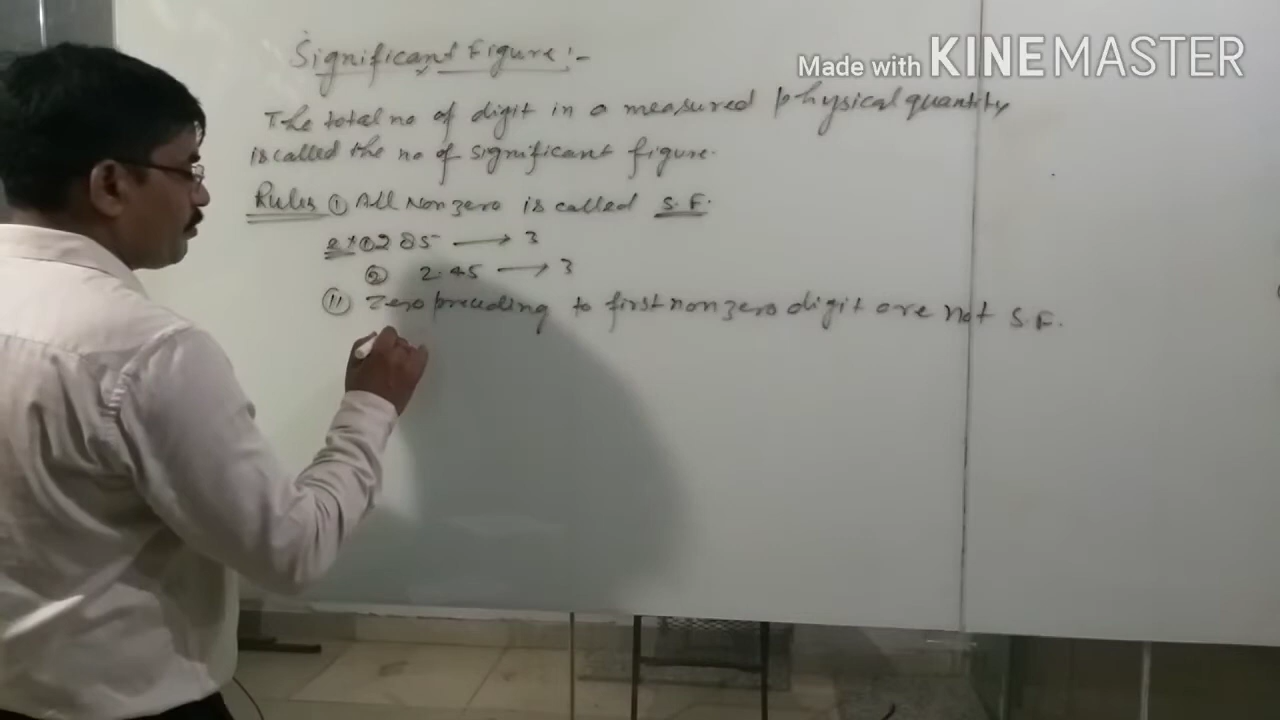 Made with KINEMASTER
Significant Figure :-
The total no of digit in a measured physical quantity
is called the no of significant figure.
Rules ① All Non zero is called S.F.
ex ① 285 → 3
② 2.45 → 3
(II) Zero preceding to first non zero digit are not S.F.